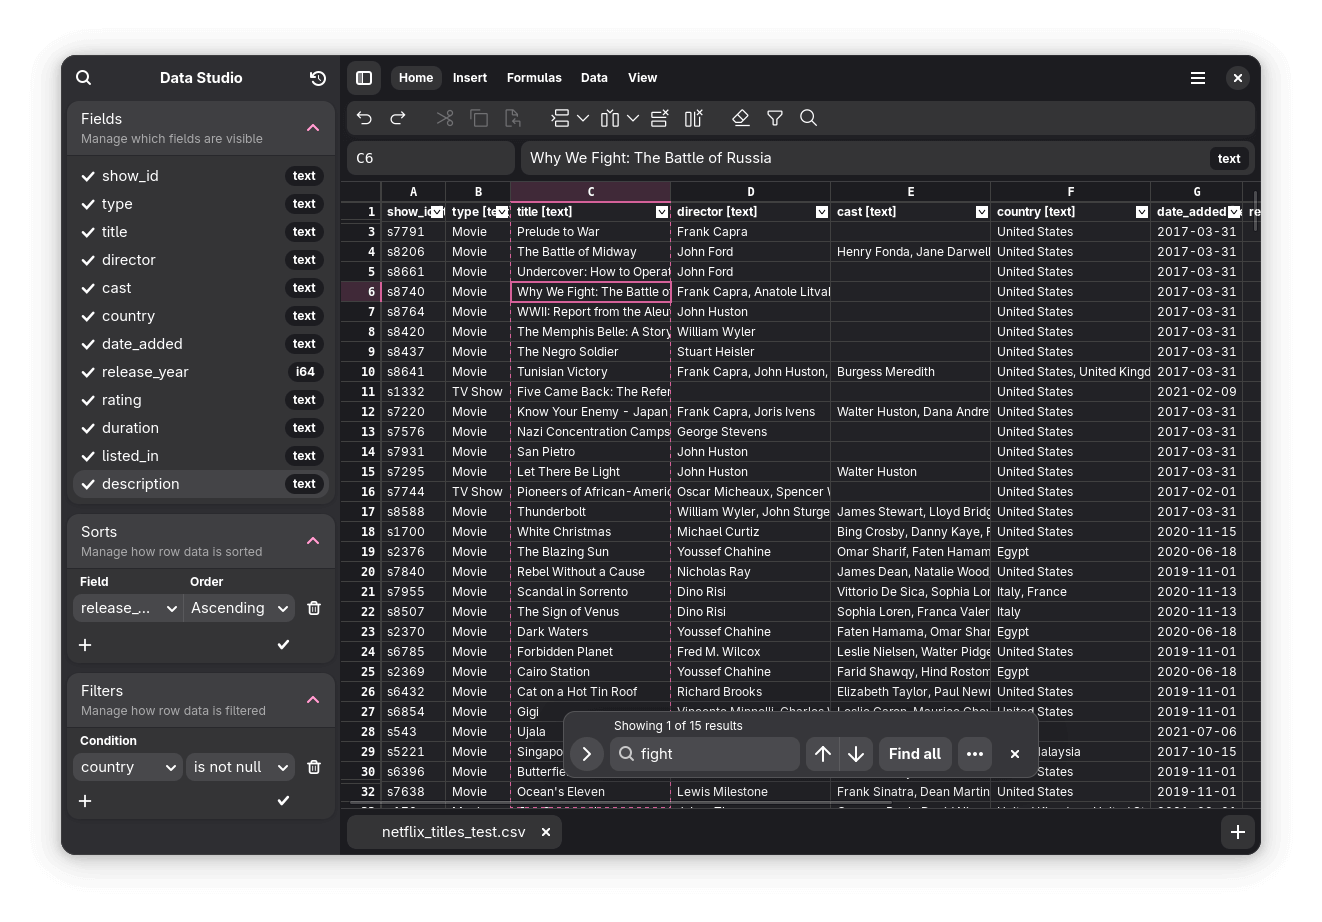 Data Studio
Home Insert Formulas Data View
Fields
Manage which fields are visible
show_id text
type text
title text
director text
cast text
country text
date_added text
release_year i64
rating text
duration text
listed_in text
description text
Sorts
Manage how row data is sorted
Field Order
release_... Ascending
Filters
Manage how row data is filtered
Condition
country is not null
C6 Why We Fight: The Battle of Russia text
A B C D E F G
1 show_id type [te title [text] director [text] cast [text] country [text] date_added re
3 s7791 Movie Prelude to War Frank Capra United States 2017-03-31
4 s8206 Movie The Battle of Midway John Ford Henry Fonda, Jane Darwell United States 2017-03-31
5 s8661 Movie Undercover: How to Operat John Ford United States 2017-03-31
6 s8740 Movie Why We Fight: The Battle of Frank Capra, Anatole Litval United States 2017-03-31
7 s8764 Movie WWII: Report from the Aleu John Huston United States 2017-03-31
8 s8420 Movie The Memphis Belle: A Story William Wyler United States 2017-03-31
9 s8437 Movie The Negro Soldier Stuart Heisler United States 2017-03-31
10 s8641 Movie Tunisian Victory Frank Capra, John Huston, Burgess Meredith United States, United Kingd 2017-03-31
11 s1332 TV Show Five Came Back: The Refer United States 2021-02-09
12 s7220 Movie Know Your Enemy - Japan Frank Capra, Joris Ivens Walter Huston, Dana Andre United States 2017-03-31
13 s7576 Movie Nazi Concentration Camps George Stevens United States 2017-03-31
14 s7931 Movie San Pietro John Huston United States 2017-03-31
15 s7295 Movie Let There Be Light John Huston Walter Huston United States 2017-03-31
16 s7744 TV Show Pioneers of African-Americ Oscar Micheaux, Spencer United States 2017-02-01
17 s8588 Movie Thunderbolt William Wyler, John Sturge James Stewart, Lloyd Bridg United States 2017-03-31
18 s1700 Movie White Christmas Michael Curtiz Bing Crosby, Danny Kaye, United States 2020-11-15
19 s2376 Movie The Blazing Sun Youssef Chahine Omar Sharif, Faten Hamam Egypt 2020-06-18
20 s7840 Movie Rebel Without a Cause Nicholas Ray James Dean, Natalie Wood United States 2019-11-01
21 s7955 Movie Scandal in Sorrento Dino Risi Vittorio De Sica, Sophia Lor Italy, France 2020-11-13
22 s8507 Movie The Sign of Venus Dino Risi Sophia Loren, Franca Valer Italy 2020-11-13
23 s2370 Movie Dark Waters Youssef Chahine Faten Hamama, Omar Shar Egypt 2020-06-18
24 s6785 Movie Forbidden Planet Fred M. Wilcox Leslie Nielsen, Walter Pidge United States 2019-11-01
25 s2369 Movie Cairo Station Youssef Chahine Farid Shawqy, Hind Rostom Egypt 2020-06-18
26 s6432 Movie Cat on a Hot Tin Roof Richard Brooks Elizabeth Taylor, Paul Newn United States 2019-11-01
27 s6854 Movie Gigi United States 2019-11-01
28 s543 Movie Ujala 2021-07-06
29 s5221 Movie Singapo Malaysia 2017-10-15
30 s6396 Movie Butterfie States 2019-11-01
32 s7638 Movie Ocean's Eleven Lewis Milestone Frank Sinatra, Dean Martin United States 2019-11-01
Showing 1 of 15 results
fight Find all
netflix_titles_test.csv